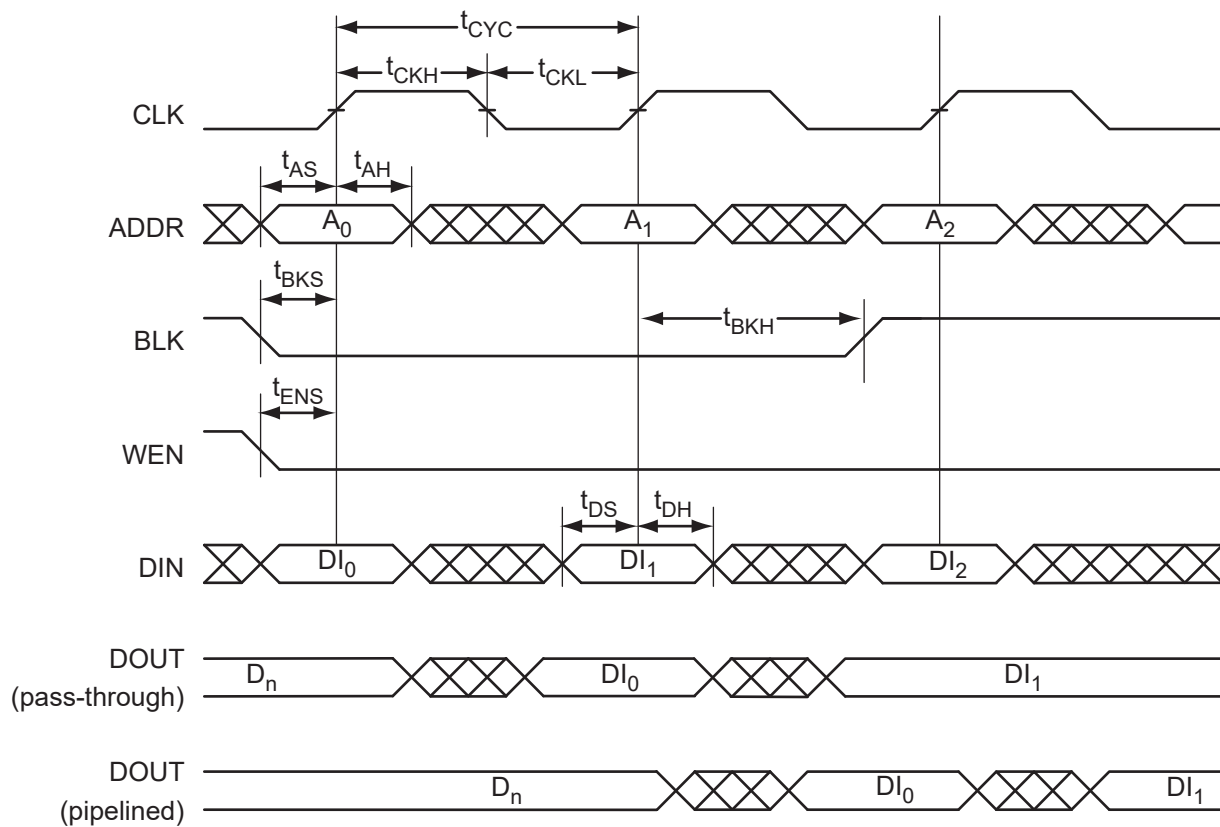 tCYC
tCKH tCKL
CLK
tAS tAH
ADDR A0 A1 A2
tBKS
BLK tBKH
tENS
WEN
tDS tDH
DIN DI0 DI1 DI2
DOUT
(pass-through) Dn DI0 DI1
DOUT
(pipelined) Dn DI0 DI1